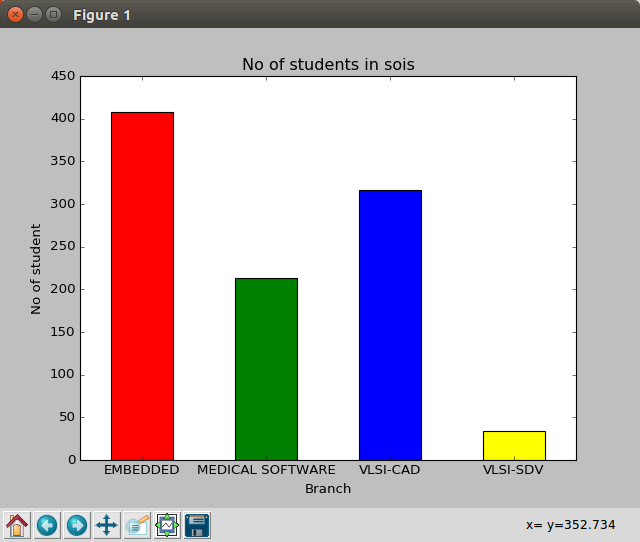 Figure 1
No of students in sois
450
400
350
300
250
200
150
100
50
0
No of student
EMBEDDED MEDICAL SOFTWARE VLSI-CAD VLSI-SDV
Branch
x= y=352.734